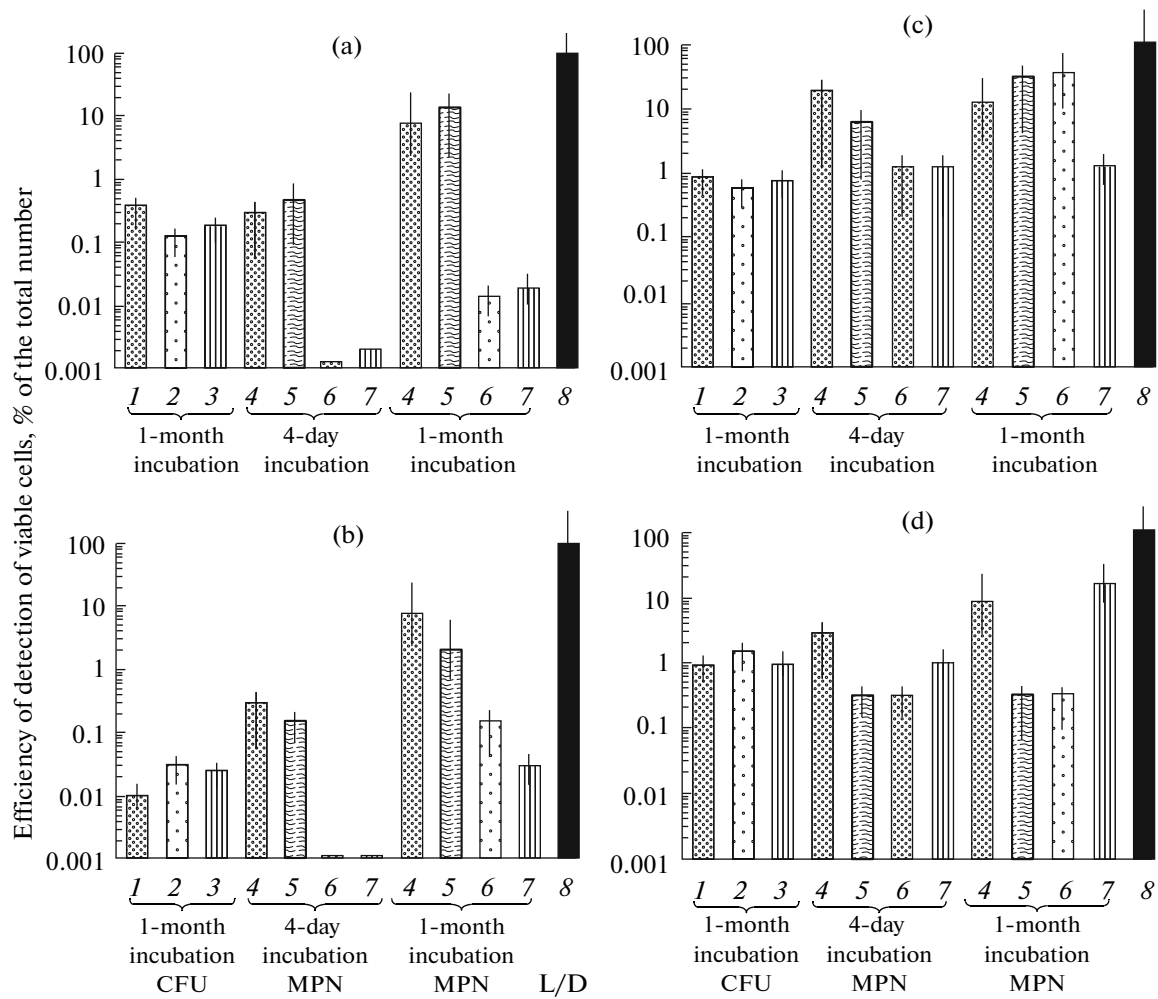 Efficiency of detection of viable cells, % of the total number
(a)
100
10
1
0.1
0.01
0.001
1 2 3 4 5 6 7 4 5 6 7 8
1-month 4-day 1-month
incubation incubation incubation
(c)
100
10
1
0.1
0.01
0.001
1 2 3 4 5 6 7 4 5 6 7 8
1-month 4-day 1-month
incubation incubation incubation
(b)
100
10
1
0.1
0.01
0.001
1 2 3 4 5 6 7 4 5 6 7 8
1-month 4-day 1-month
incubation incubation incubation
CFU MPN MPN L/D
(d)
100
10
1
0.1
0.01
0.001
1 2 3 4 5 6 7 4 5 6 7 8
1-month 4-day 1-month
incubation incubation incubation
CFU MPN MPN